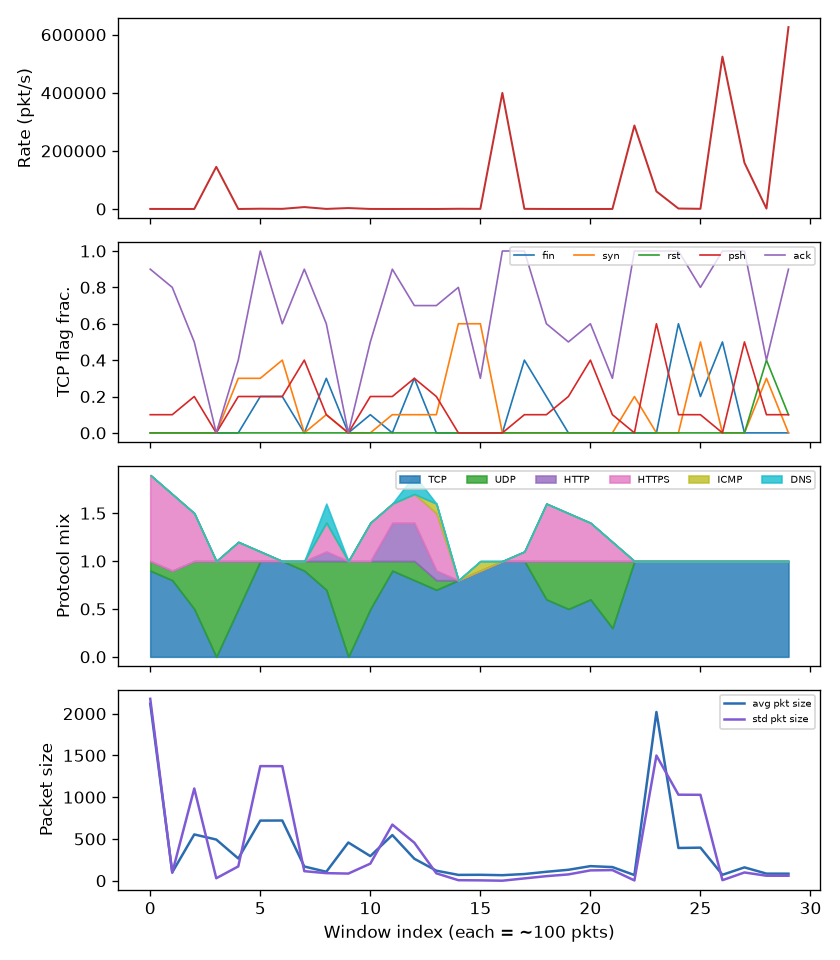 Rate (pkt/s)
600000
400000
200000
0
TCP flag frac.
1.0
0.8
0.6
0.4
0.2
0.0
fin syn rst psh ack
Protocol mix
1.5
1.0
0.5
0.0
TCP UDP HTTP HTTPS ICMP DNS
Packet size
2000
1500
1000
500
0
avg pkt size
std pkt size
0 5 10 15 20 25 30
Window index (each = ~100 pkts)